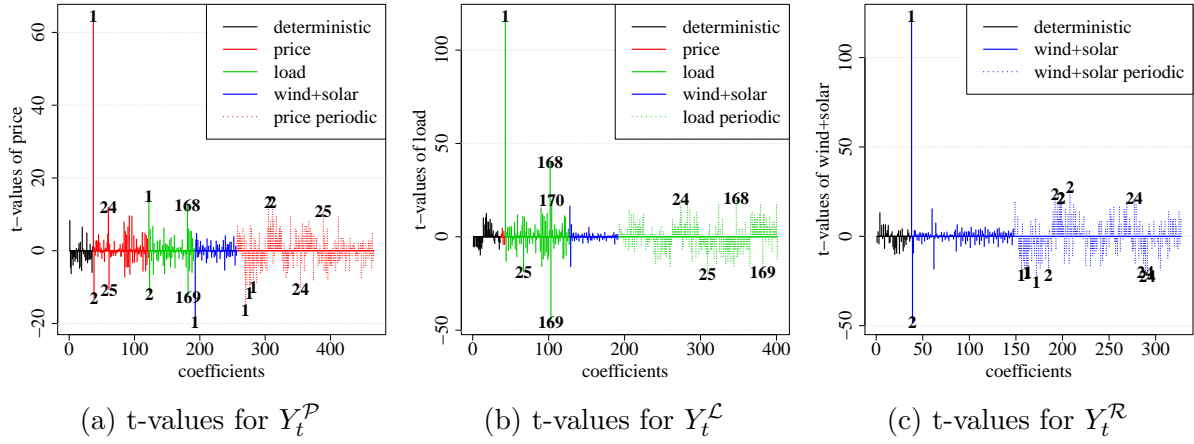 t−values of price
60
40
20
0
−20
0 100 200 300 400
coefficients
deterministic
price
load
wind+solar
price periodic
1
24
2
25
1
2
168
169
1
1
1
1
2
2
24
25
(a) t-values for Y_t^P
t−values of load
100
50
0
−50
0 100 200 300 400
coefficients
deterministic
price
load
wind+solar
load periodic
1
25
168
170
169
24
25
168
169
(b) t-values for Y_t^L
t−values of wind+solar
100
50
0
−50
0 50 100 150 200 250 300
coefficients
deterministic
wind+solar
wind+solar periodic
1
2
1
1
1
2
2
2
2
24
24
24
(c) t-values for Y_t^R